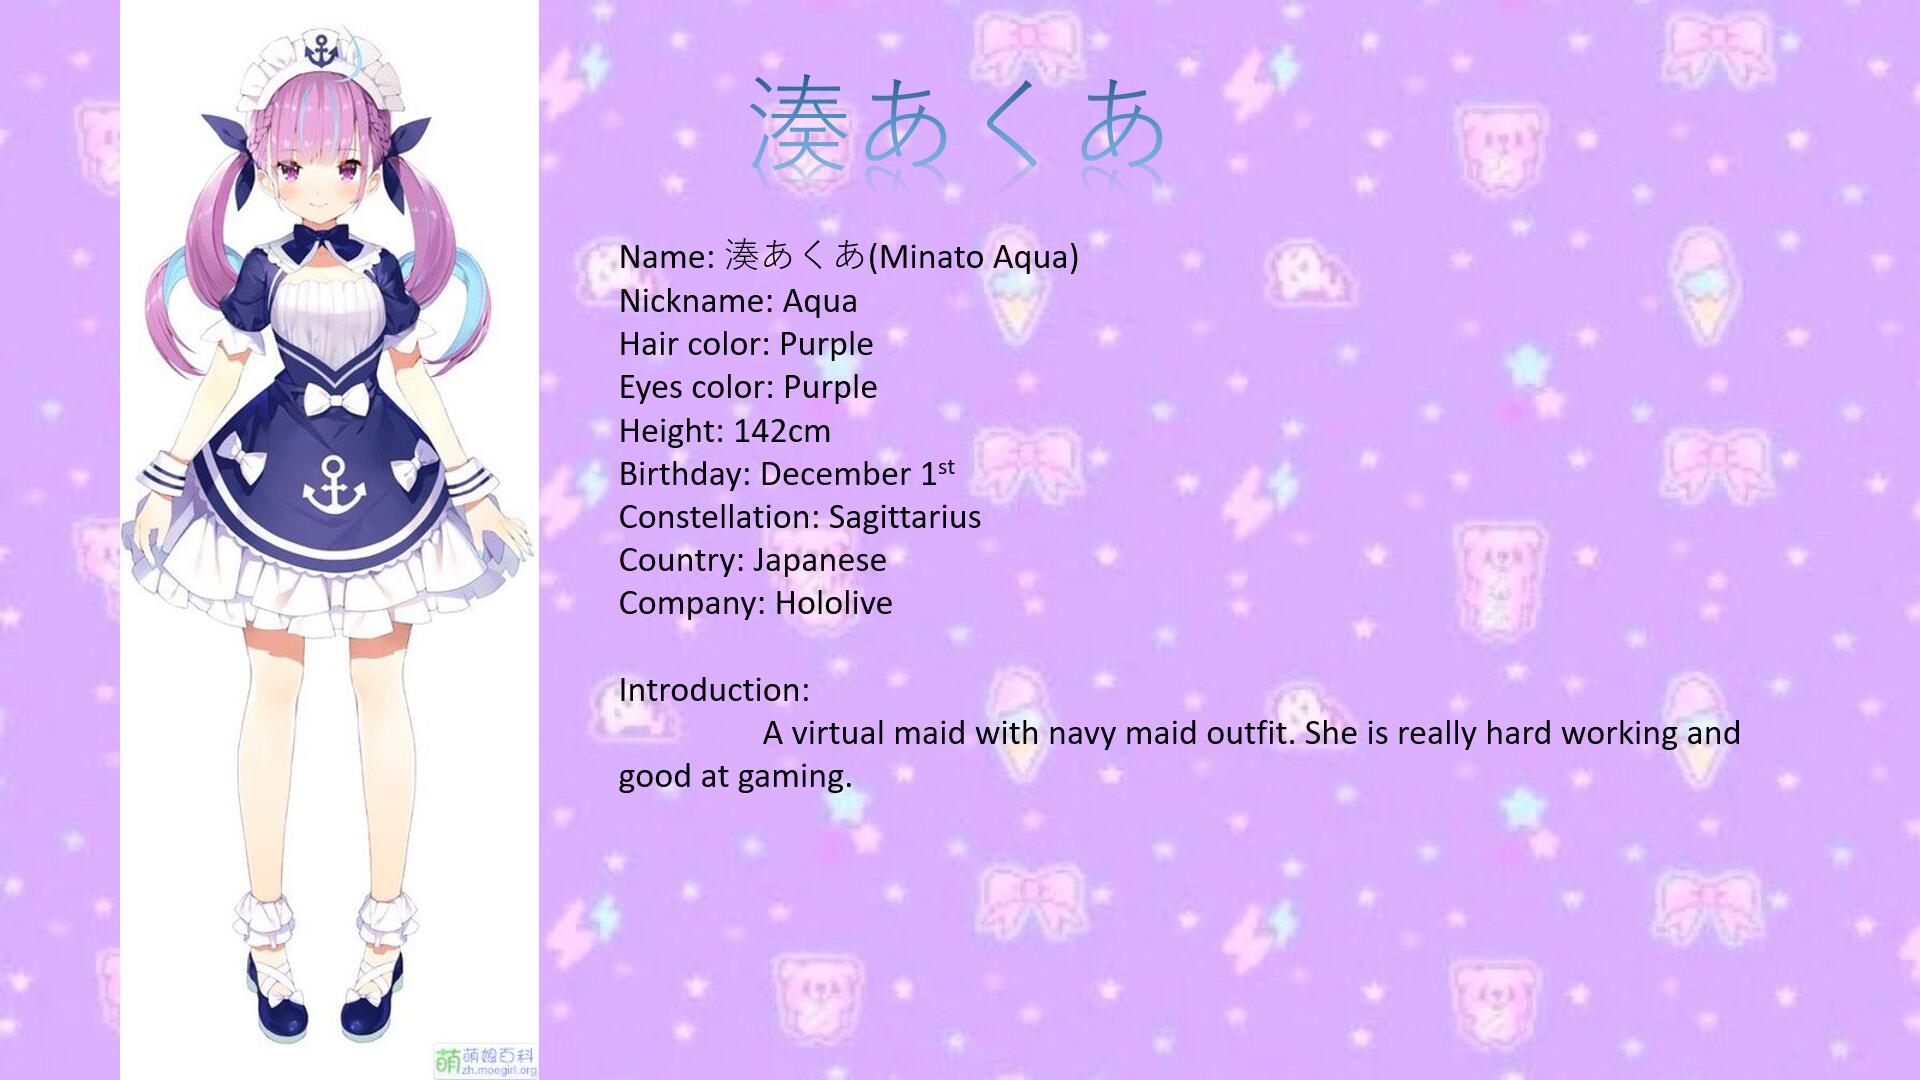 湊あくあ
Name: 湊あくあ(Minato Aqua)
Nickname: Aqua
Hair color: Purple
Eyes color: Purple
Height: 142cm
Birthday: December 1st
Constellation: Sagittarius
Country: Japanese
Company: Hololive
Introduction:
A virtual maid with navy maid outfit. She is really hard working and
good at gaming.
萌 萌娘百科
zh.moegirl.org